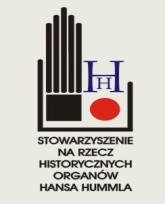 HH
STOWARZYSZENIE
NA RZECZ
HISTORYCZNYCH
ORGANÓW
HANSA HUMMLA